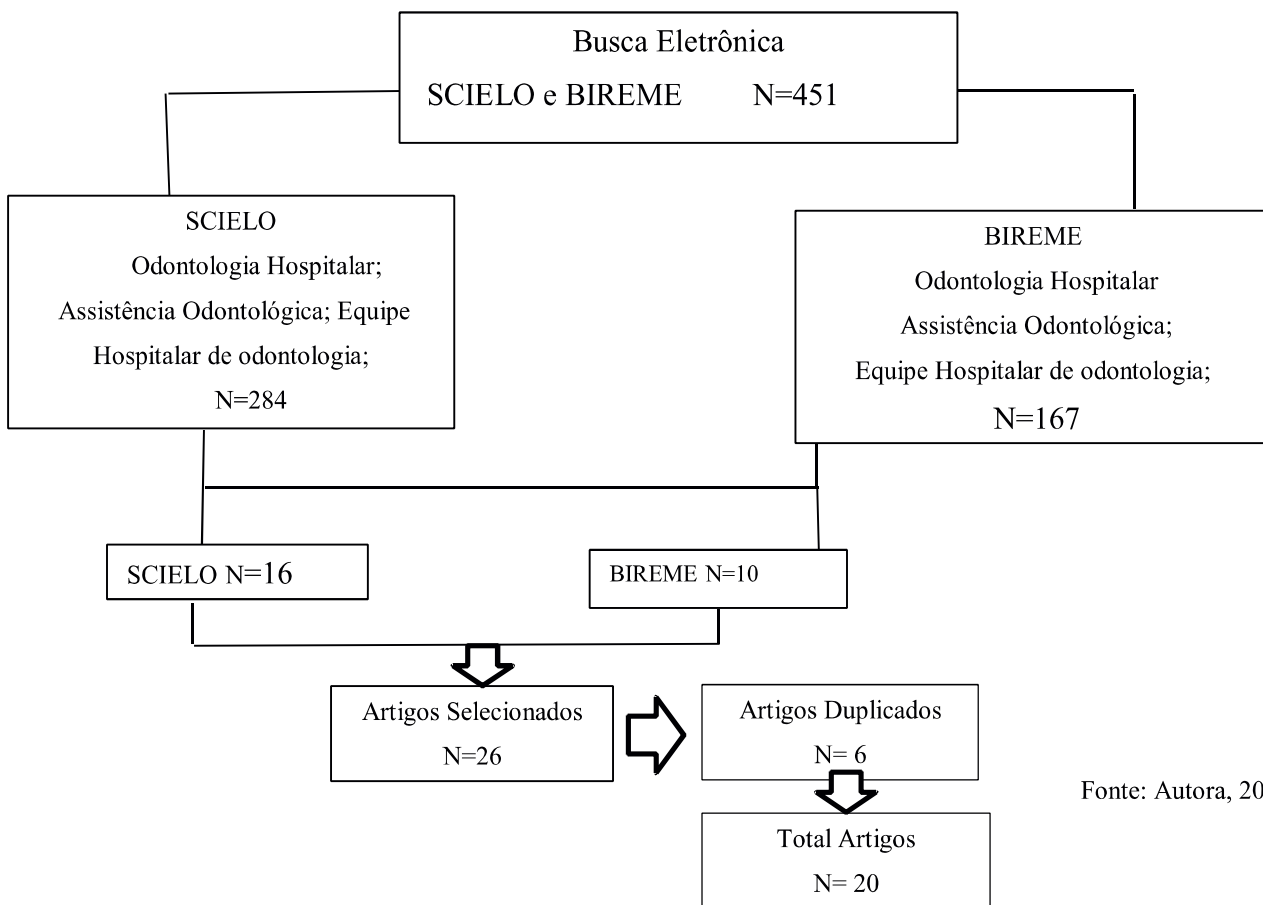 Busca Eletrônica
SCIELO e BIREME N=451
SCIELO
Odontologia Hospitalar;
Assistência Odontológica; Equipe
Hospitalar de odontologia;
N=284
BIREME
Odontologia Hospitalar
Assistência Odontológica;
Equipe Hospitalar de odontologia;
N=167
SCIELO N=16
BIREME N=10
Artigos Selecionados
N=26
Artigos Duplicados
N= 6
Total Artigos
N= 20
Fonte: Autora, 20